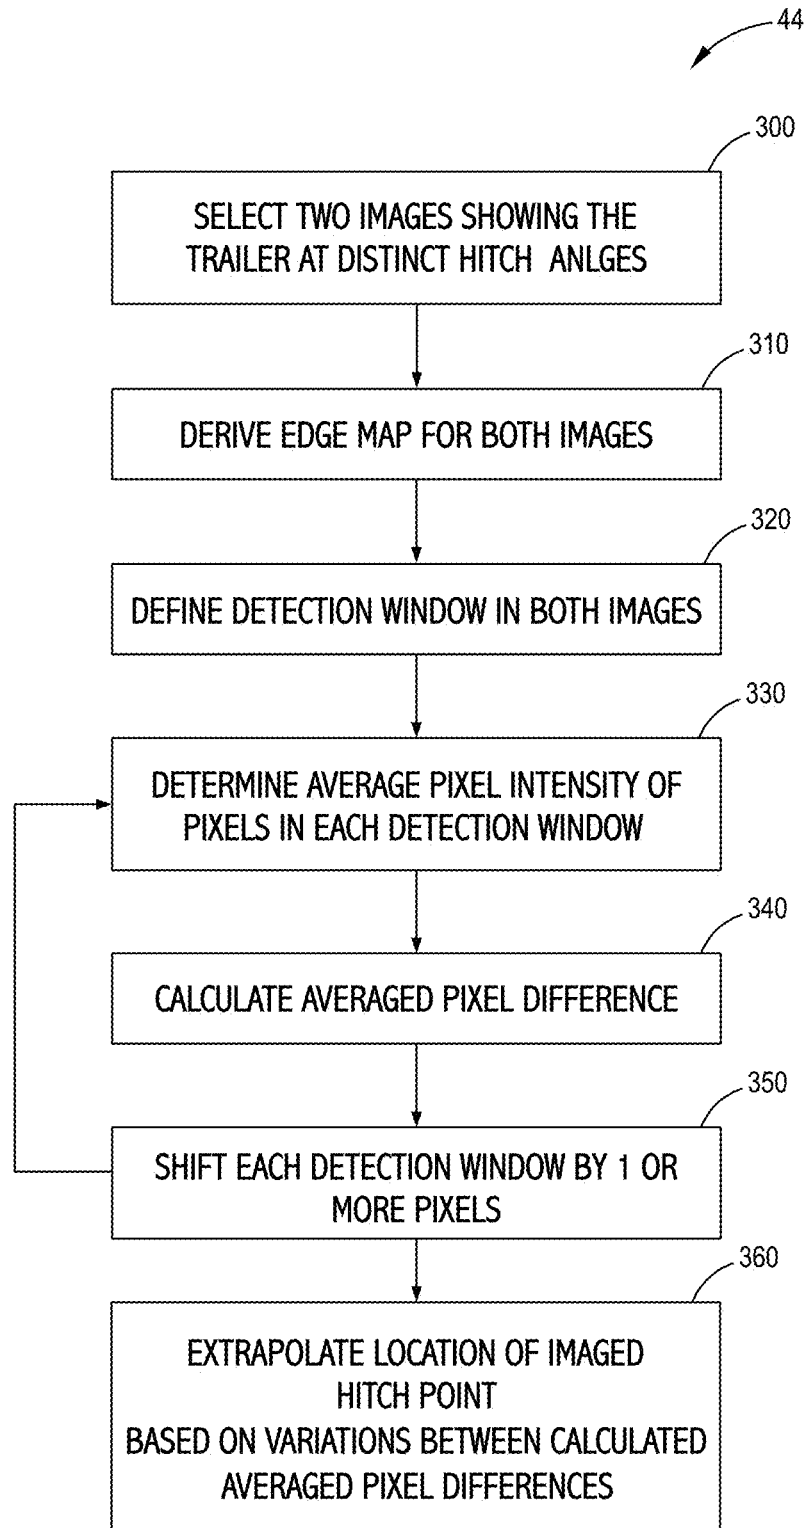 44
300
SELECT TWO IMAGES SHOWING THE
TRAILER AT DISTINCT HITCH ANLGES
310
DERIVE EDGE MAP FOR BOTH IMAGES
320
DEFINE DETECTION WINDOW IN BOTH IMAGES
330
DETERMINE AVERAGE PIXEL INTENSITY OF
PIXELS IN EACH DETECTION WINDOW
340
CALCULATE AVERAGED PIXEL DIFFERENCE
350
SHIFT EACH DETECTION WINDOW BY 1 OR
MORE PIXELS
360
EXTRAPOLATE LOCATION OF IMAGED
HITCH POINT
BASED ON VARIATIONS BETWEEN CALCULATED
AVERAGED PIXEL DIFFERENCES